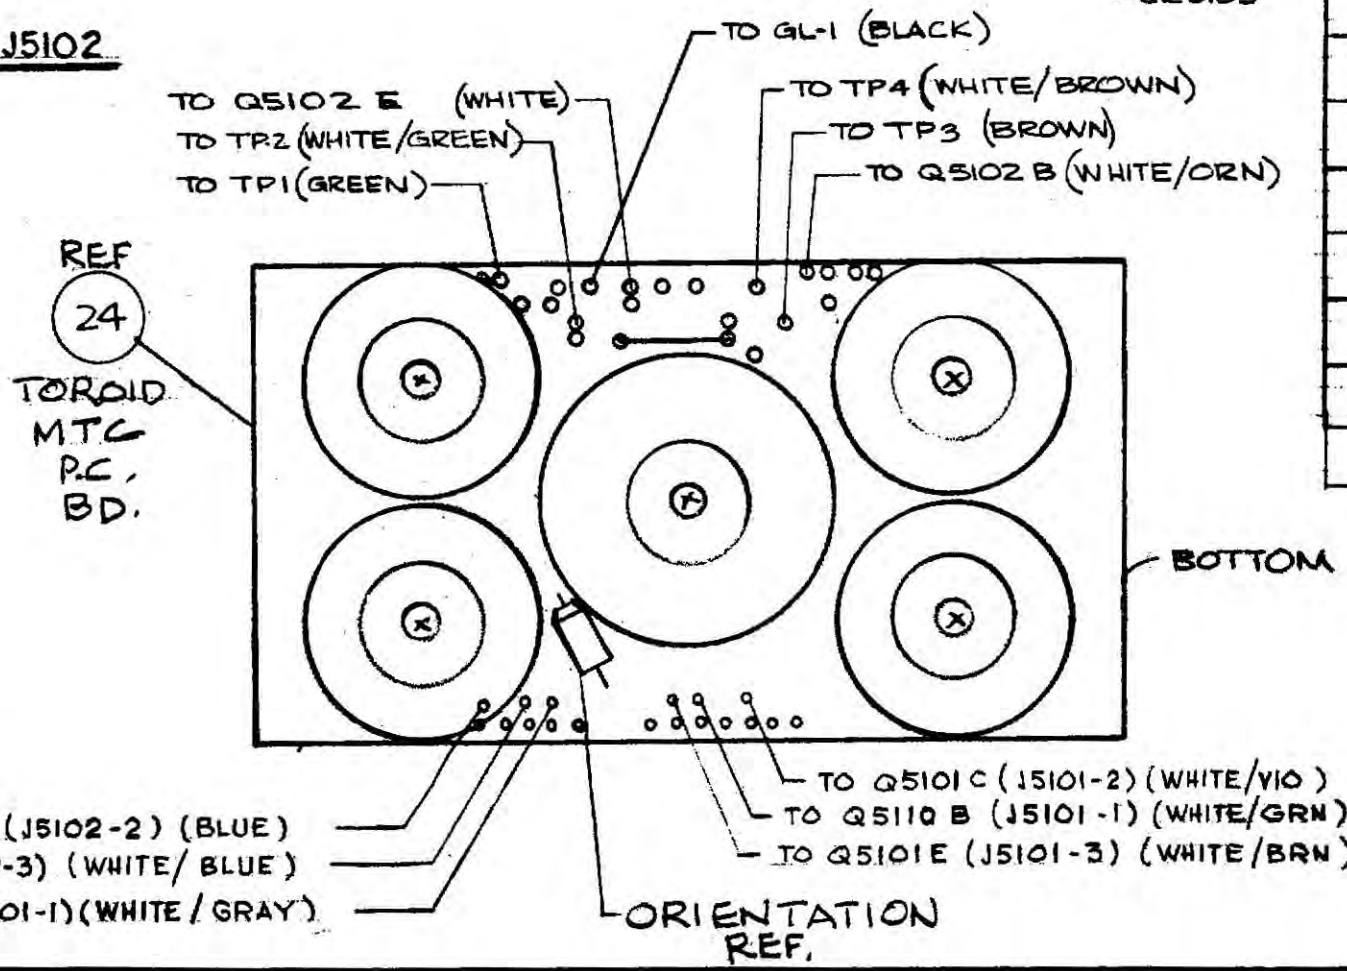 J5102
TO GL-1 (BLACK)
TO Q5102 E (WHITE)
TO TP4 (WHITE/BROWN)
TO TP2 (WHITE/GREEN)
TO TP3 (BROWN)
TO TP1 (GREEN)
TO Q5102 B (WHITE/ORN)
REF
24
TOROID
MTG
P.C.
BD.
BOTTOM
TO Q5101 C (J5101-2) (WHITE/VIO)
(J5102-2) (BLUE)
TO Q5110 B (J5101-1) (WHITE/GRN)
-3) (WHITE/BLUE)
TO Q5101 E (J5101-3) (WHITE/BRN)
01-1) (WHITE/GRAY)
ORIENTATION
REF.